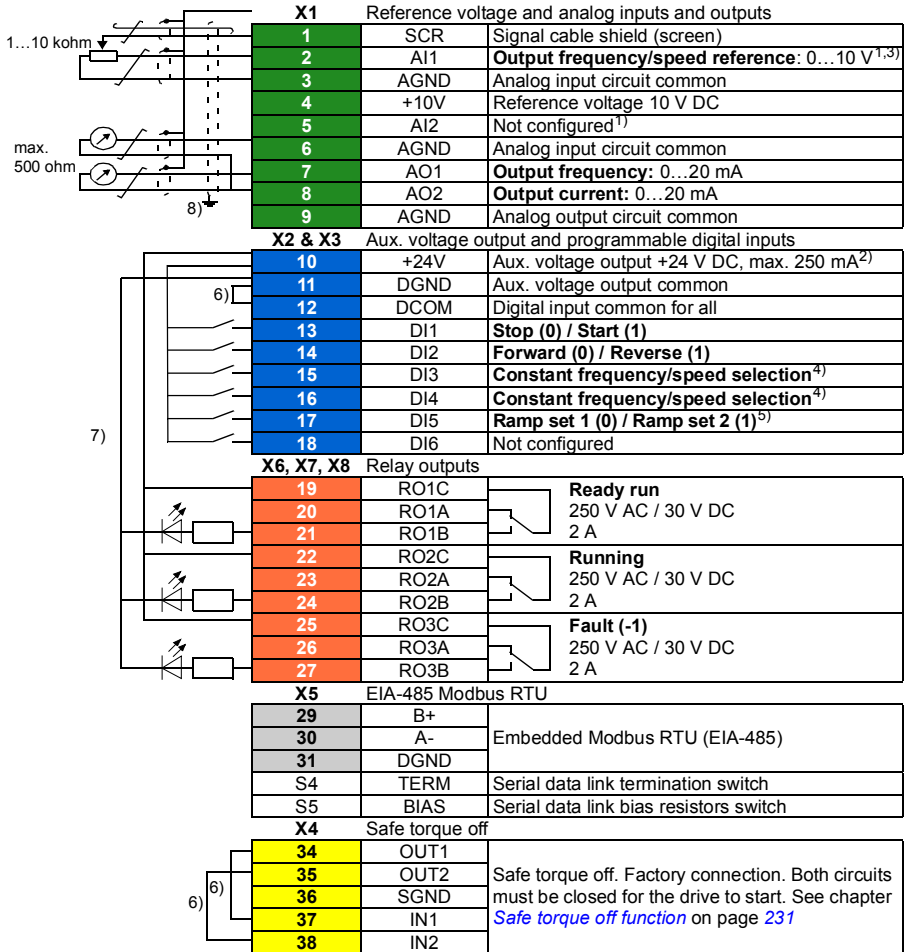 X1 Reference voltage and analog inputs and outputs
1 SCR Signal cable shield (screen)
1…10 kohm
2 AI1 Output frequency/speed reference: 0…10 V1,3)
3 AGND Analog input circuit common
4 +10V Reference voltage 10 V DC
5 AI2 Not configured1)
max.
500 ohm
6 AGND Analog input circuit common
7 AO1 Output frequency: 0…20 mA
8 AO2 Output current: 0…20 mA
8)
9 AGND Analog output circuit common
X2 & X3 Aux. voltage output and programmable digital inputs
10 +24V Aux. voltage output +24 V DC, max. 250 mA2)
6)
11 DGND Aux. voltage output common
12 DCOM Digital input common for all
13 DI1 Stop (0) / Start (1)
14 DI2 Forward (0) / Reverse (1)
15 DI3 Constant frequency/speed selection4)
16 DI4 Constant frequency/speed selection4)
17 DI5 Ramp set 1 (0) / Ramp set 2 (1)5)
7)
18 DI6 Not configured
X6, X7, X8 Relay outputs
19 RO1C Ready run
20 RO1A 250 V AC / 30 V DC
21 RO1B 2 A
22 RO2C Running
23 RO2A 250 V AC / 30 V DC
24 RO2B 2 A
25 RO3C Fault (-1)
26 RO3A 250 V AC / 30 V DC
27 RO3B 2 A
X5 EIA-485 Modbus RTU
29 B+
30 A- Embedded Modbus RTU (EIA-485)
31 DGND
S4 TERM Serial data link termination switch
S5 BIAS Serial data link bias resistors switch
X4 Safe torque off
34 OUT1
35 OUT2 Safe torque off. Factory connection. Both circuits
6) 6)
36 SGND must be closed for the drive to start. See chapter
37 IN1 Safe torque off function on page 231
38 IN2